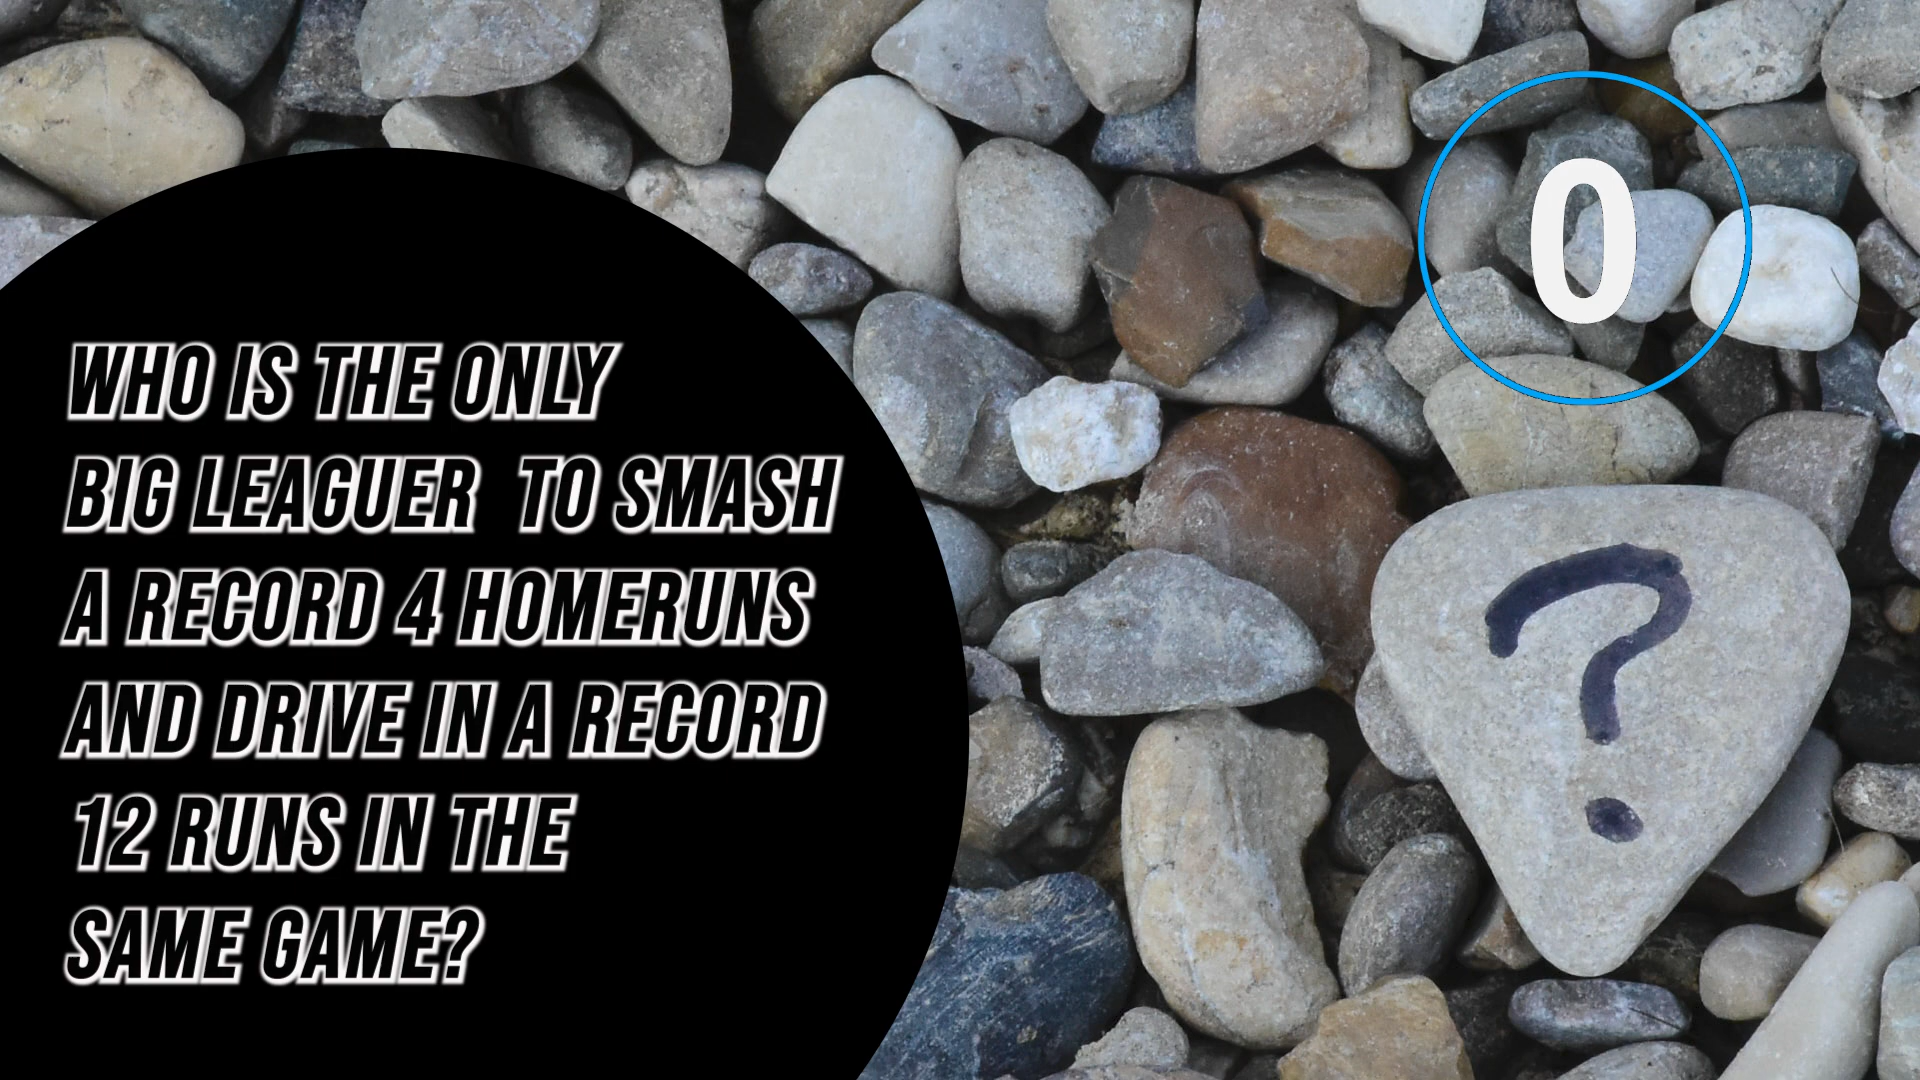 WHO IS THE ONLY
BIG LEAGUER TO SMASH
A RECORD 4 HOMERUNS
AND DRIVE IN A RECORD
12 RUNS IN THE
SAME GAME?
0
?